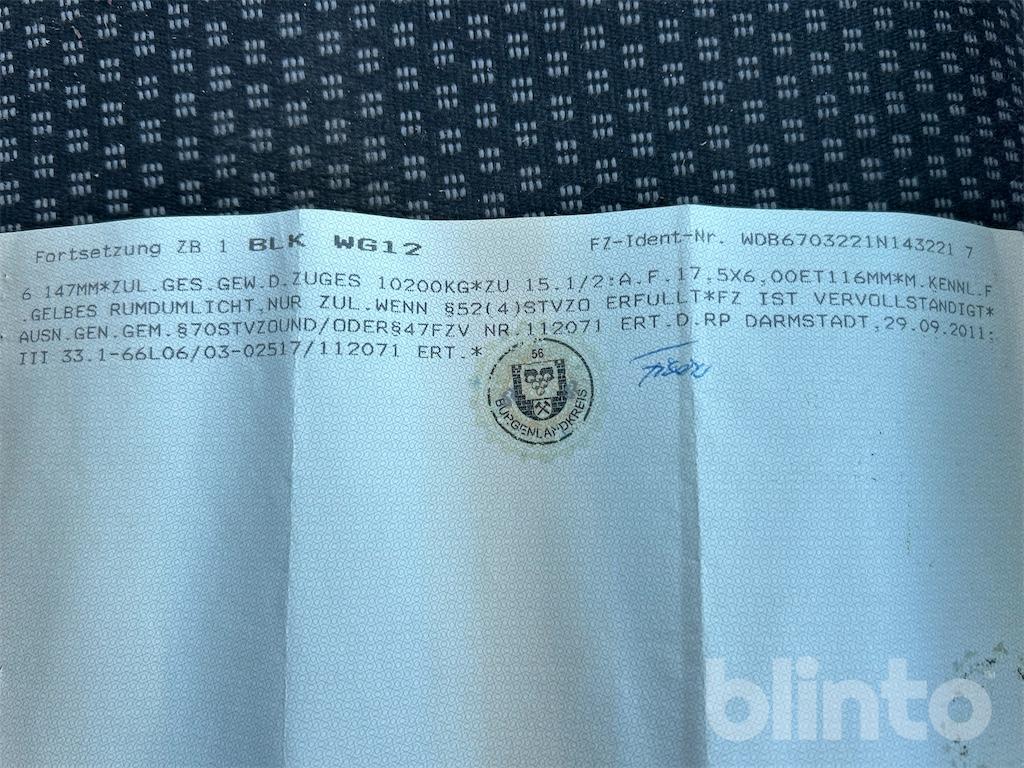 Fortsetzung ZB 1 BLK WG12 FZ-Ident-Nr. WDB6703221N143221 7
6 147MM*ZUL.GES.GEW.D.ZUGES 10200KG*ZU 15.1/2:A.F.17,5X6,00ET116MM*M.KENNL.F
.GELBES RUMDUMLICHT,NUR ZUL.WENN §52(4)STVZO ERFULLT*FZ IST VERVOLLSTANDIGT*
AUSN.GEN.GEM.§70STVZOUND/ODER§47FZV NR.112071 ERT.D.RP DARMSTADT,29.09.2011:
III 33.1-66L06/03-02517/112071 ERT.*
56
BURGENLANDKREIS
blinto